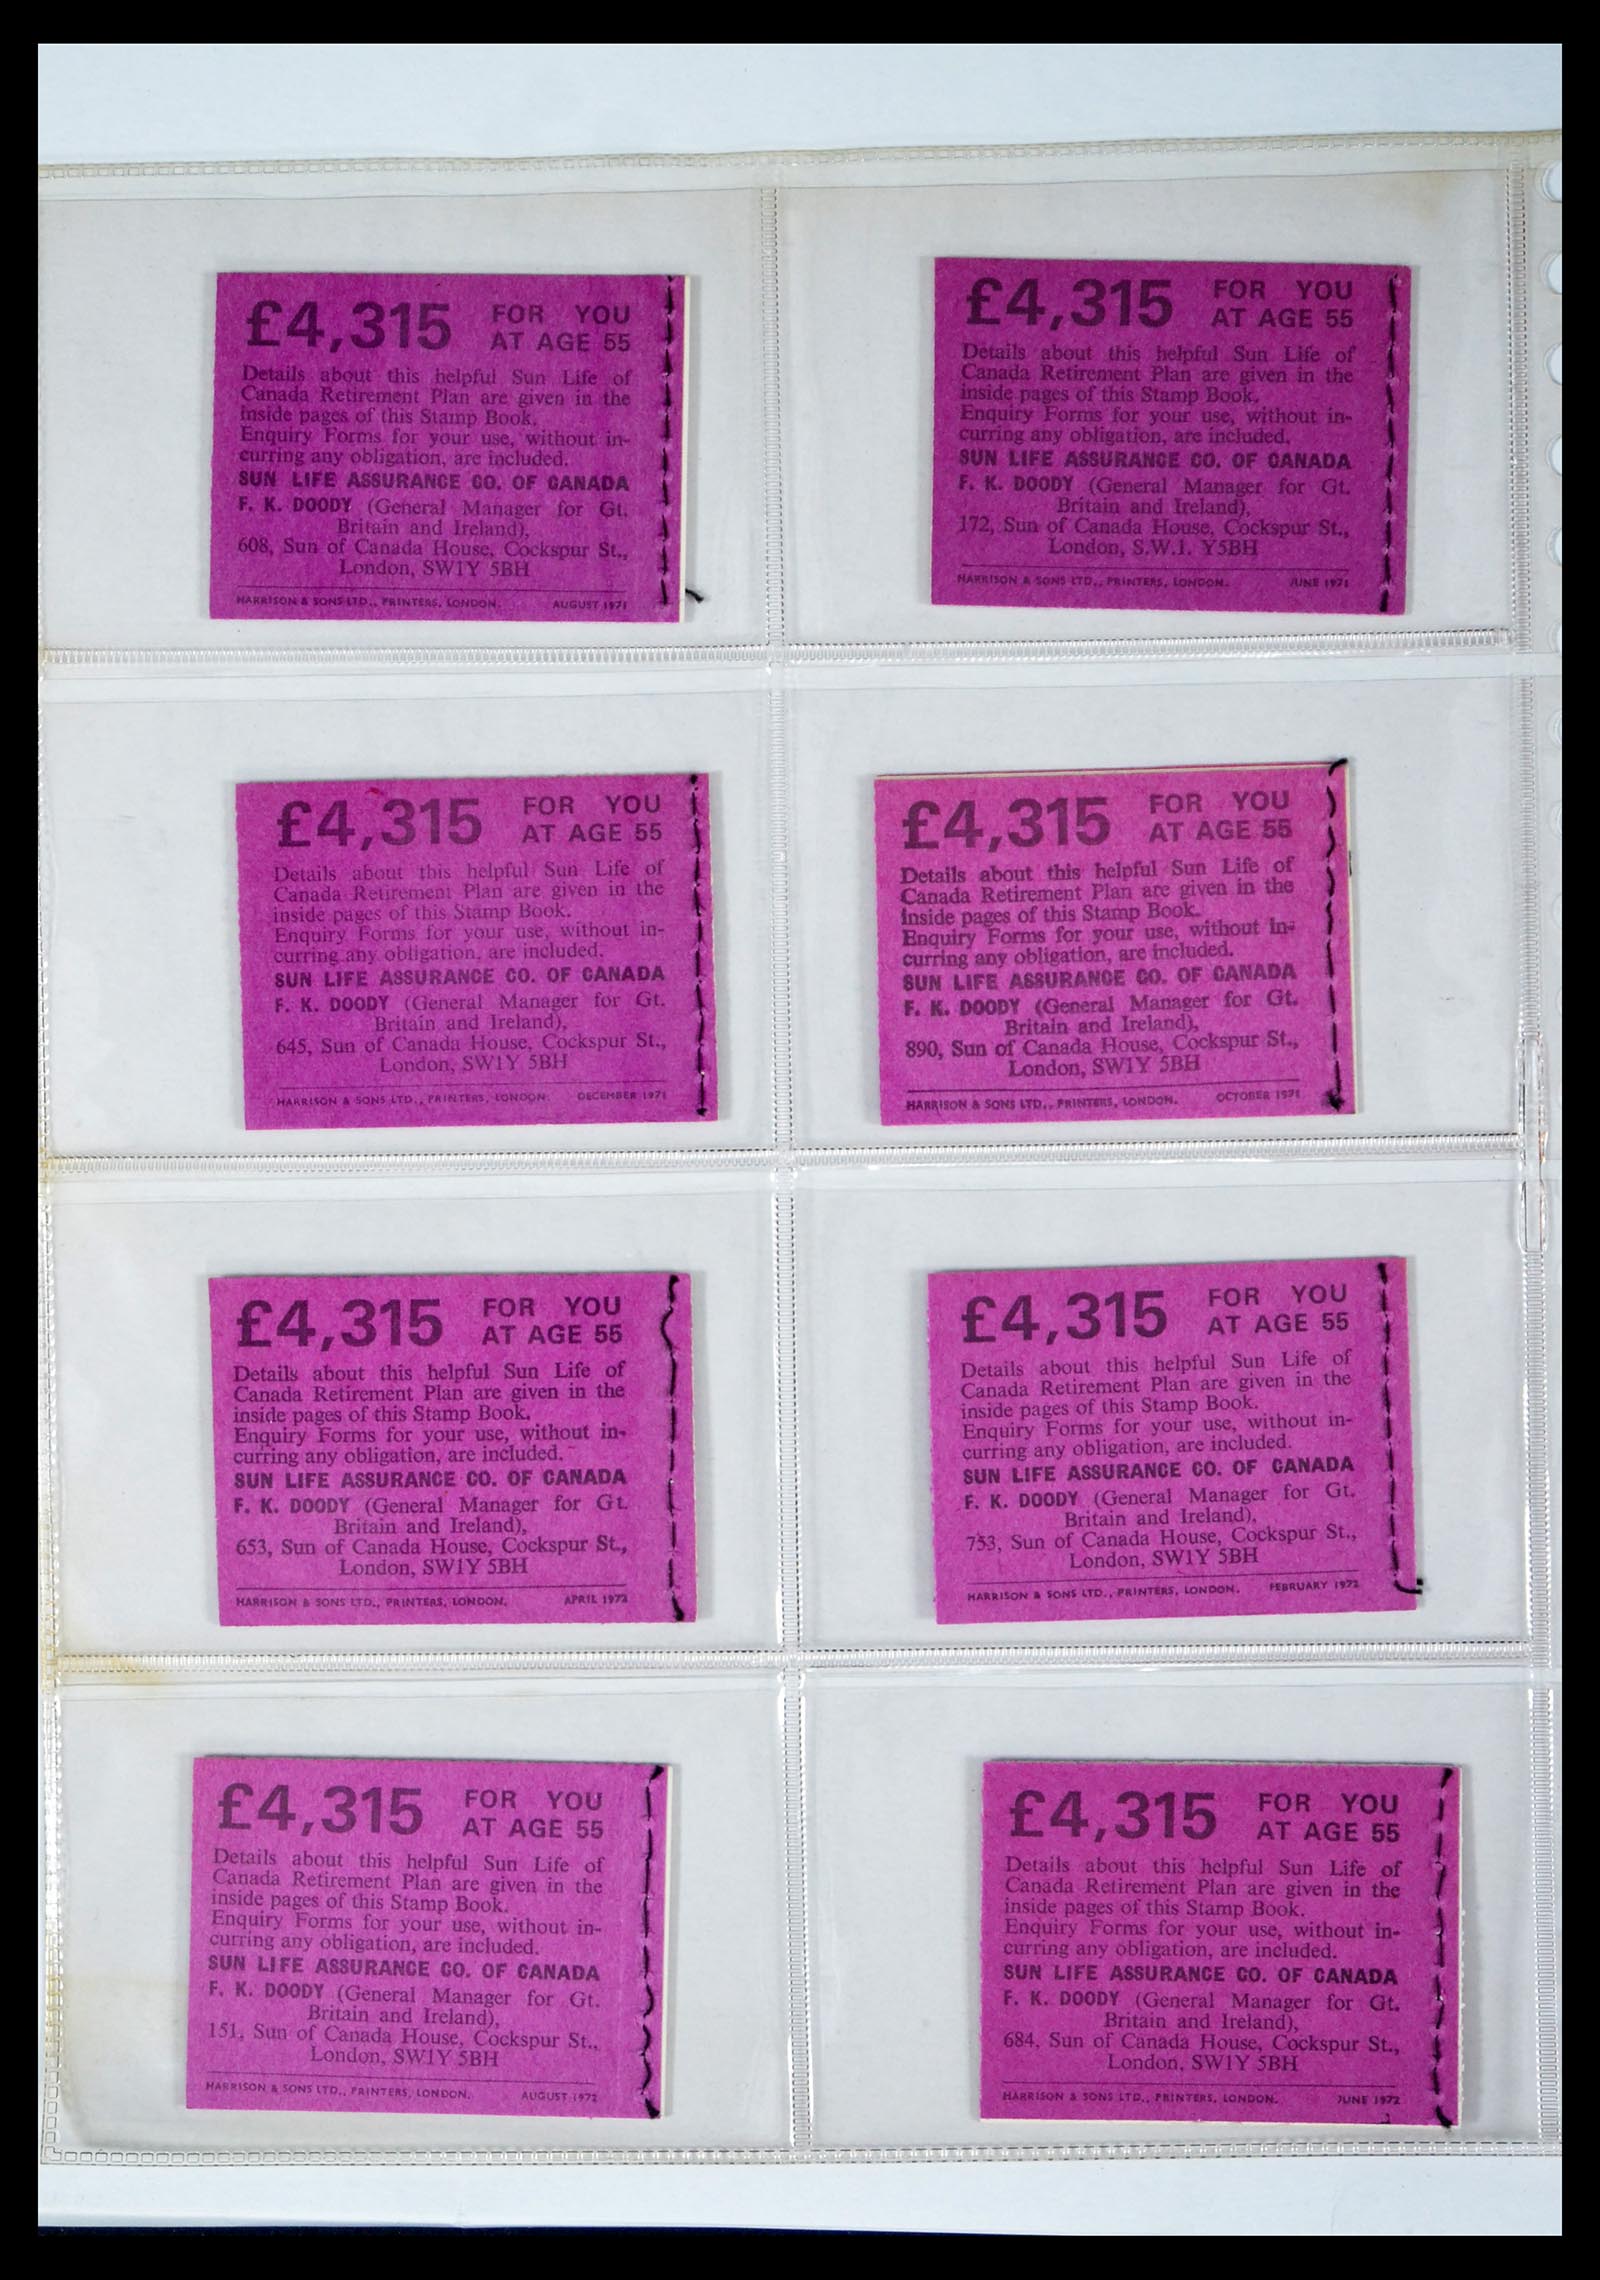 £4,315 FOR YOU
AT AGE 55
Details about this helpful Sun Life of
Canada Retirement Plan are given in the
inside pages of this Stamp Book.
Enquiry Forms for your use, without in-
curring any obligation, are included.
SUN LIFE ASSURANCE CO. OF CANADA
F. K. DOODY (General Manager for Gt.
Britain and Ireland),
608, Sun of Canada House, Cockspur St.,
London, SW1Y 5BH
HARRISON & SONS LTD., PRINTERS, LONDON. AUGUST 1971
£4,315 FOR YOU
AT AGE 55
Details about this helpful Sun Life of
Canada Retirement Plan are given in the
inside pages of this Stamp Book.
Enquiry Forms for your use, without in-
curring any obligation, are included.
SUN LIFE ASSURANCE CO. OF CANADA
F. K. DOODY (General Manager for Gt.
Britain and Ireland),
172, Sun of Canada House, Cockspur St.,
London, S.W.1. Y5BH
HARRISON & SONS LTD., PRINTERS, LONDON. JUNE 1971
£4,315 FOR YOU
AT AGE 55
Details about this helpful Sun Life of
Canada Retirement Plan are given in the
inside pages of this Stamp Book.
Enquiry Forms for your use, without in-
curring any obligation, are included.
SUN LIFE ASSURANCE CO. OF CANADA
F. K. DOODY (General Manager for Gt.
Britain and Ireland),
645, Sun of Canada House, Cockspur St.,
London, SW1Y 5BH
HARRISON & SONS LTD., PRINTERS, LONDON. DECEMBER 1971
£4,315 FOR YOU
AT AGE 55
Details about this helpful Sun Life of
Canada Retirement Plan are given in the
inside pages of this Stamp Book.
Enquiry Forms for your use, without in-
curring any obligation, are included.
SUN LIFE ASSURANCE CO. OF CANADA
F. K. DOODY (General Manager for Gt.
Britain and Ireland),
890, Sun of Canada House, Cockspur St.,
London, SW1Y 5BH
HARRISON & SONS LTD., PRINTERS, LONDON. OCTOBER 1971
£4,315 FOR YOU
AT AGE 55
Details about this helpful Sun Life of
Canada Retirement Plan are given in the
inside pages of this Stamp Book.
Enquiry Forms for your use, without in-
curring any obligation, are included.
SUN LIFE ASSURANCE CO. OF CANADA
F. K. DOODY (General Manager for Gt.
Britain and Ireland),
653, Sun of Canada House, Cockspur St.,
London, SW1Y 5BH
HARRISON & SONS LTD., PRINTERS, LONDON. APRIL 1972
£4,315 FOR YOU
AT AGE 55
Details about this helpful Sun Life of
Canada Retirement Plan are given in the
inside pages of this Stamp Book.
Enquiry Forms for your use, without in-
curring any obligation, are included.
SUN LIFE ASSURANCE CO. OF CANADA
F. K. DOODY (General Manager for Gt.
Britain and Ireland),
753, Sun of Canada House, Cockspur St.,
London, SW1Y 5BH
HARRISON & SONS LTD., PRINTERS, LONDON. FEBRUARY 1972
£4,315 FOR YOU
AT AGE 55
Details about this helpful Sun Life of
Canada Retirement Plan are given in the
inside pages of this Stamp Book.
Enquiry Forms for your use, without in-
curring any obligation, are included.
SUN LIFE ASSURANCE CO. OF CANADA
F. K. DOODY (General Manager for Gt.
Britain and Ireland),
151, Sun of Canada House, Cockspur St.,
London, SW1Y 5BH
HARRISON & SONS LTD., PRINTERS, LONDON. AUGUST 1972
£4,315 FOR YOU
AT AGE 55
Details about this helpful Sun Life of
Canada Retirement Plan are given in the
inside pages of this Stamp Book.
Enquiry Forms for your use, without in-
curring any obligation, are included.
SUN LIFE ASSURANCE CO. OF CANADA
F. K. DOODY (General Manager for Gt.
Britain and Ireland),
684, Sun of Canada House, Cockspur St.,
London, SW1Y 5BH
HARRISON & SONS LTD., PRINTERS, LONDON. JUNE 1972